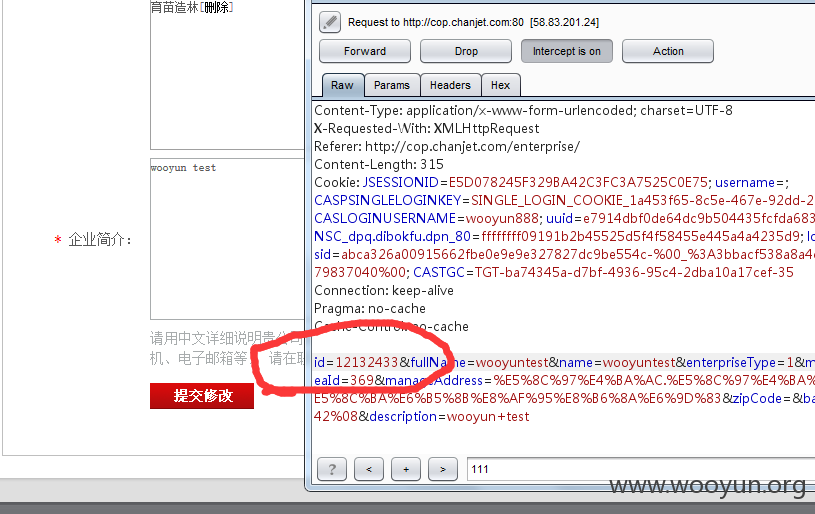 育苗造林[删除]
wooyun test
* 企业简介:
请用中文详细说明贵公司
机、电子邮箱等 请在联
提交修改
Request to http://cop.chanjet.com:80 [58.83.201.24]
Forward Drop Intercept is on Action
Raw Params Headers Hex
Content-Type: application/x-www-form-urlencoded; charset=UTF-8
X-Requested-With: XMLHttpRequest
Referer: http://cop.chanjet.com/enterprise/
Content-Length: 315
Cookie: JSESSIONID=E5D078245F329BA42C3FC3A7525C0E75; username=;
CASPSINGLELOGINKEY=SINGLE_LOGIN_COOKIE_1a453f65-8c5e-467e-92dd-2
CASLOGINUSERNAME=wooyun888; uuid=e7914dbf0de64dc9b504435fcfda683
NSC_dpq.dibokfu.dpn_80=ffffffff09191b2b45525d5f4f58455e445a4a4235d9;
sid=abca326a00915662fbe0e9e9e327827dc9be554c-%00_%3A3bbacf538a8a4
79837040%00; CASTGC=TGT-ba74345a-d7bf-4936-95c4-2dba10a17cef-35
Connection: keep-alive
Pragma: no-cache
Cache-Control: no-cache
id=12132433&fullName=wooyuntest&name=wooyuntest&enterpriseType=1&m
eaId=369&manageAddress=%E5%8C%97%E4%BA%AC.%E5%8C%97%E4%BA%
E5%8C%BA%E6%B5%8B%E8%AF%95%E8%B6%8A%E6%9D%83&zipCode=&ba
42%08&description=wooyun+test
? < + > 111
www.wooyun.org